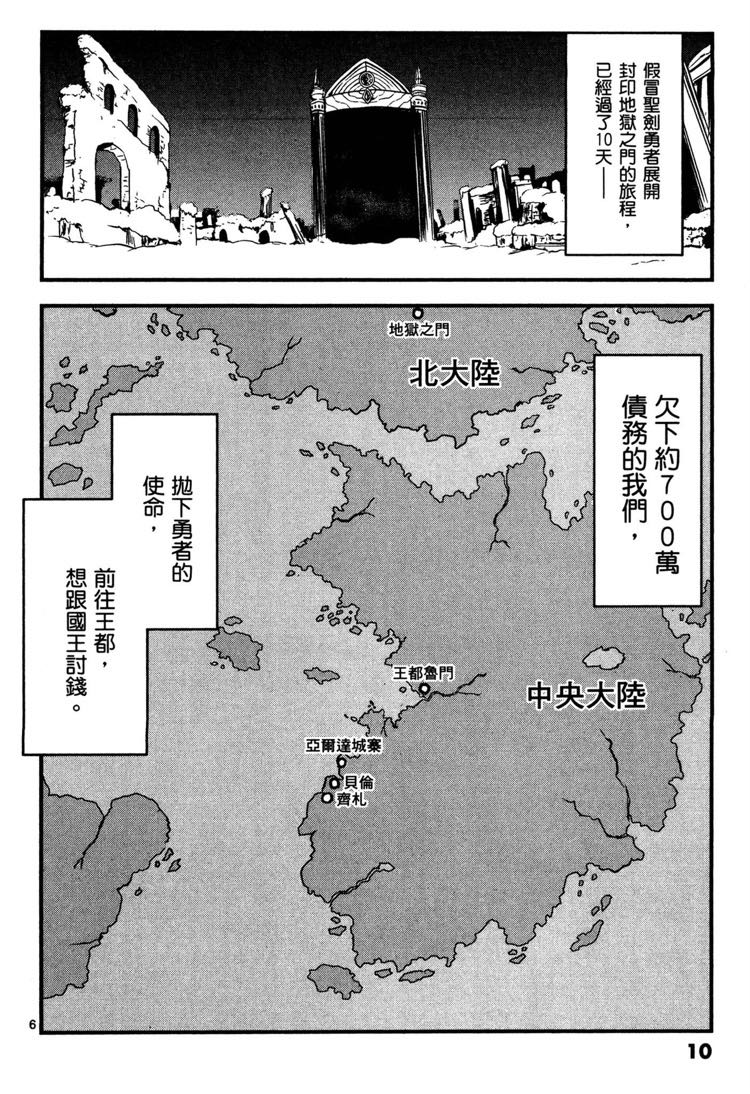 假冒聖劍勇者展開
封印地獄之門的旅程，
已經過了10天——
欠下約700萬
債務的我們，
拋下勇者的
使命，
前往王都，
想跟國王討錢。
地獄之門
北大陸
王都魯門
中央大陸
亞爾達城寨
貝倫
齊札
6
10